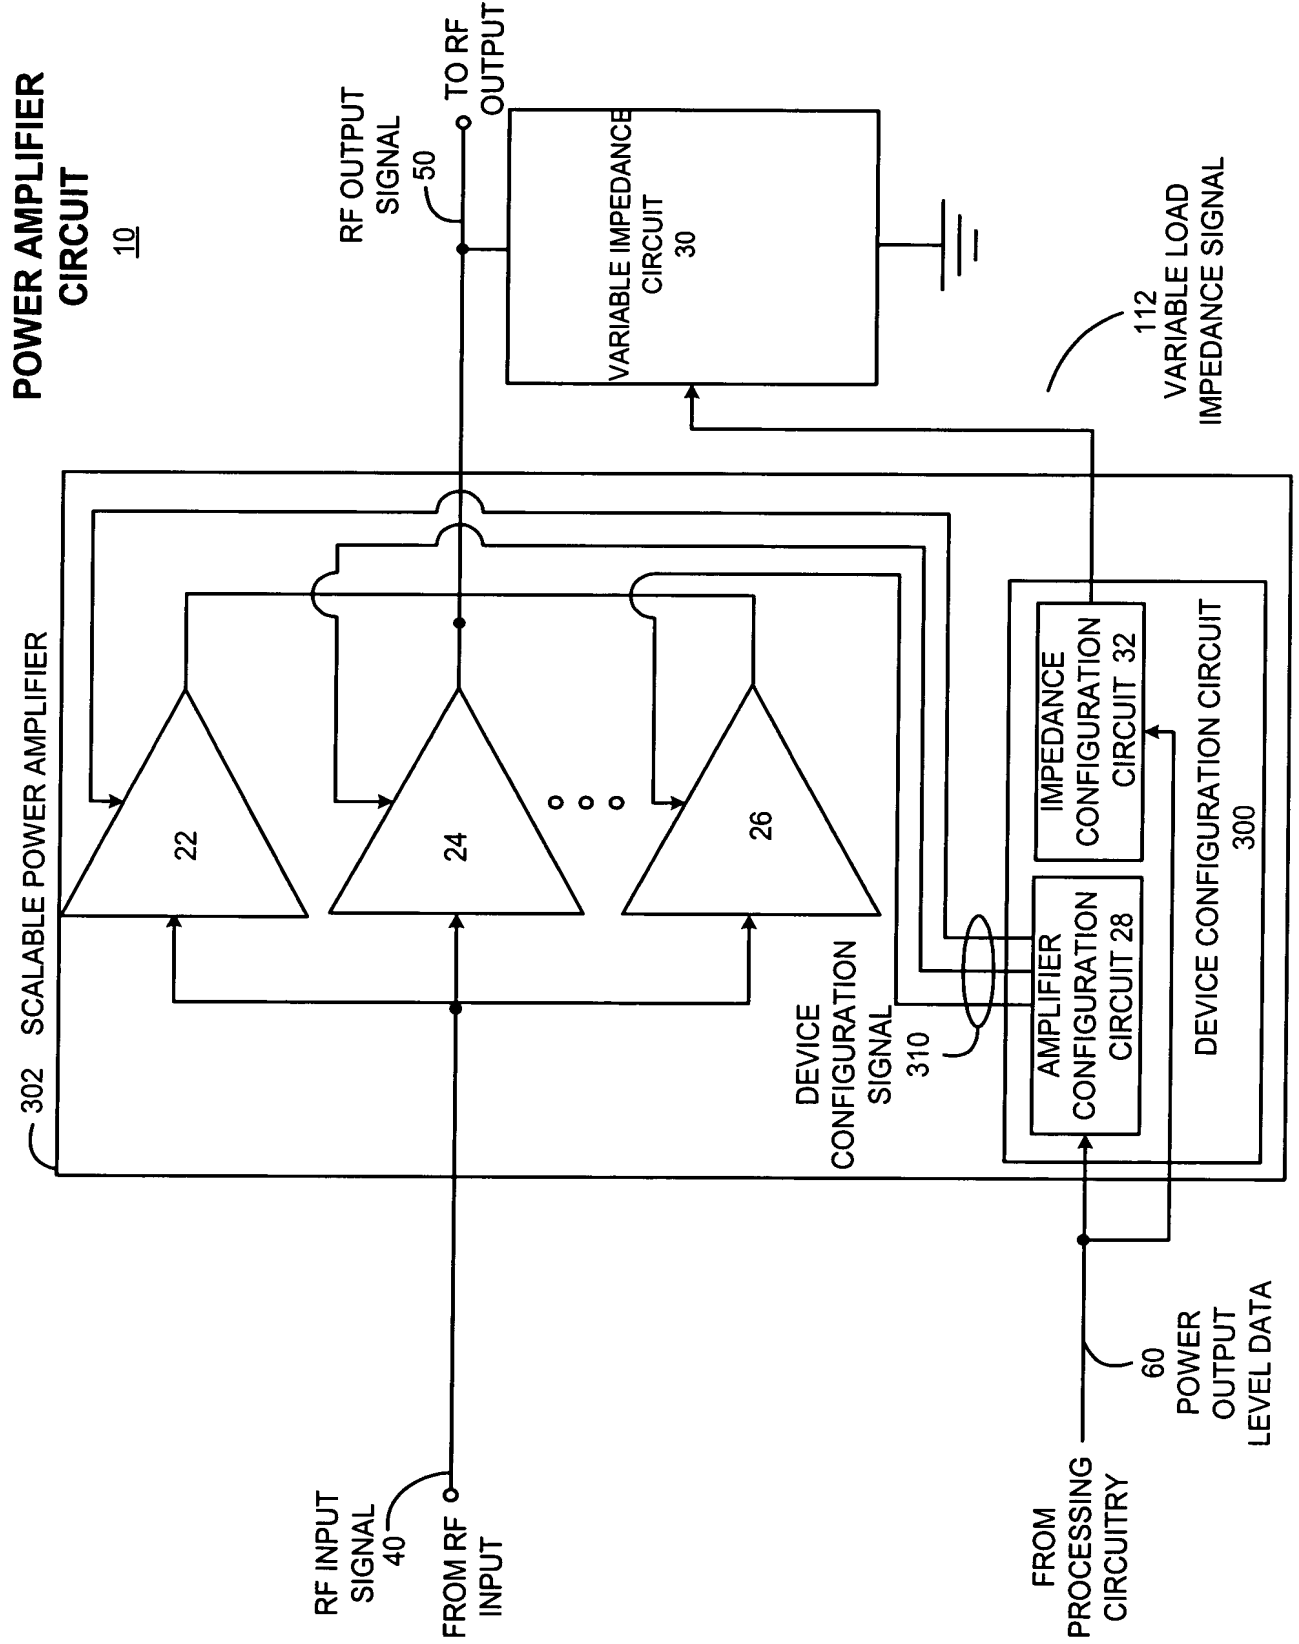 POWER AMPLIFIER
CIRCUIT
10
302 SCALABLE POWER AMPLIFIER
22
24
26
RF INPUT
SIGNAL
40
FROM RF
INPUT
RF OUTPUT
SIGNAL
50
TO RF
OUTPUT
VARIABLE IMPEDANCE
CIRCUIT
30
DEVICE
CONFIGURATION
SIGNAL
310
AMPLIFIER
CONFIGURATION
CIRCUIT 28
IMPEDANCE
CONFIGURATION
CIRCUIT 32
DEVICE CONFIGURATION CIRCUIT
300
112
VARIABLE LOAD
IMPEDANCE SIGNAL
FROM
PROCESSING
CIRCUITRY
60
POWER
OUTPUT
LEVEL DATA